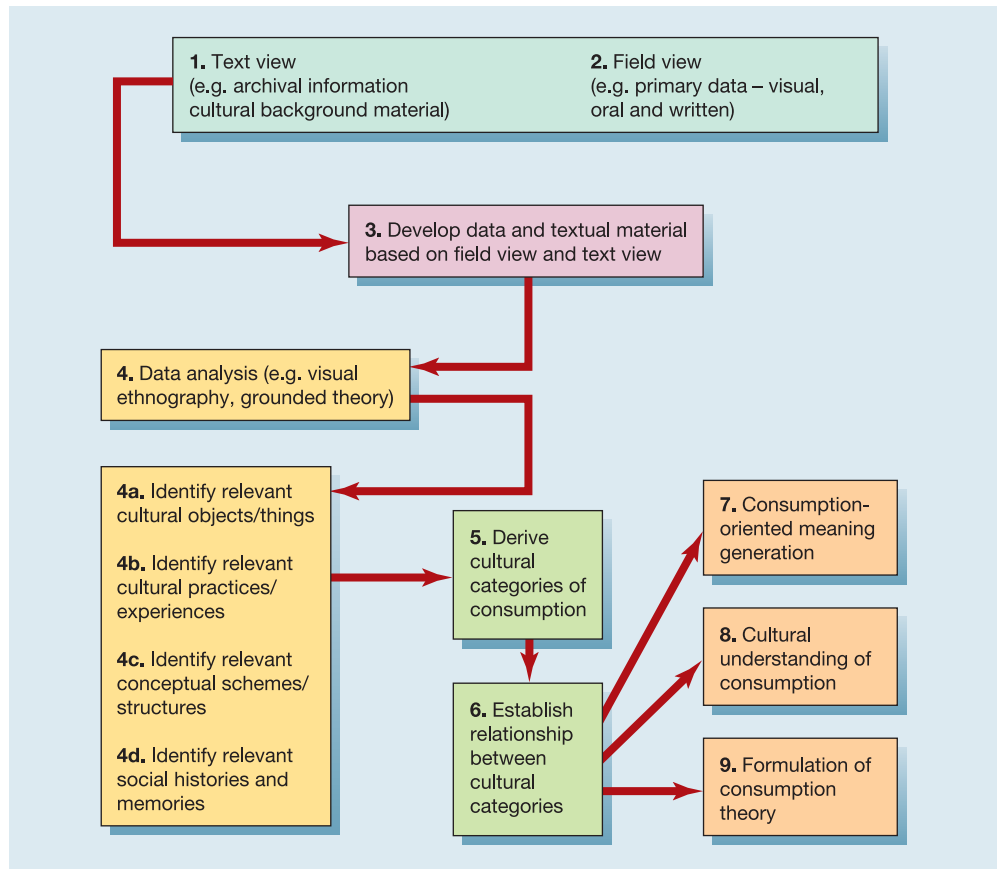 1. Text view
(e.g. archival information
cultural background material)
2. Field view
(e.g. primary data – visual,
oral and written)
3. Develop data and textual material
based on field view and text view
4. Data analysis (e.g. visual
ethnography, grounded theory)
4a. Identify relevant
cultural objects/things
4b. Identify relevant
cultural practices/
experiences
4c. Identify relevant
conceptual schemes/
structures
4d. Identify relevant
social histories and
memories
5. Derive
cultural
categories of
consumption
6. Establish
relationship
between
cultural
categories
7. Consumption-
oriented meaning
generation
8. Cultural
understanding of
consumption
9. Formulation of
consumption
theory